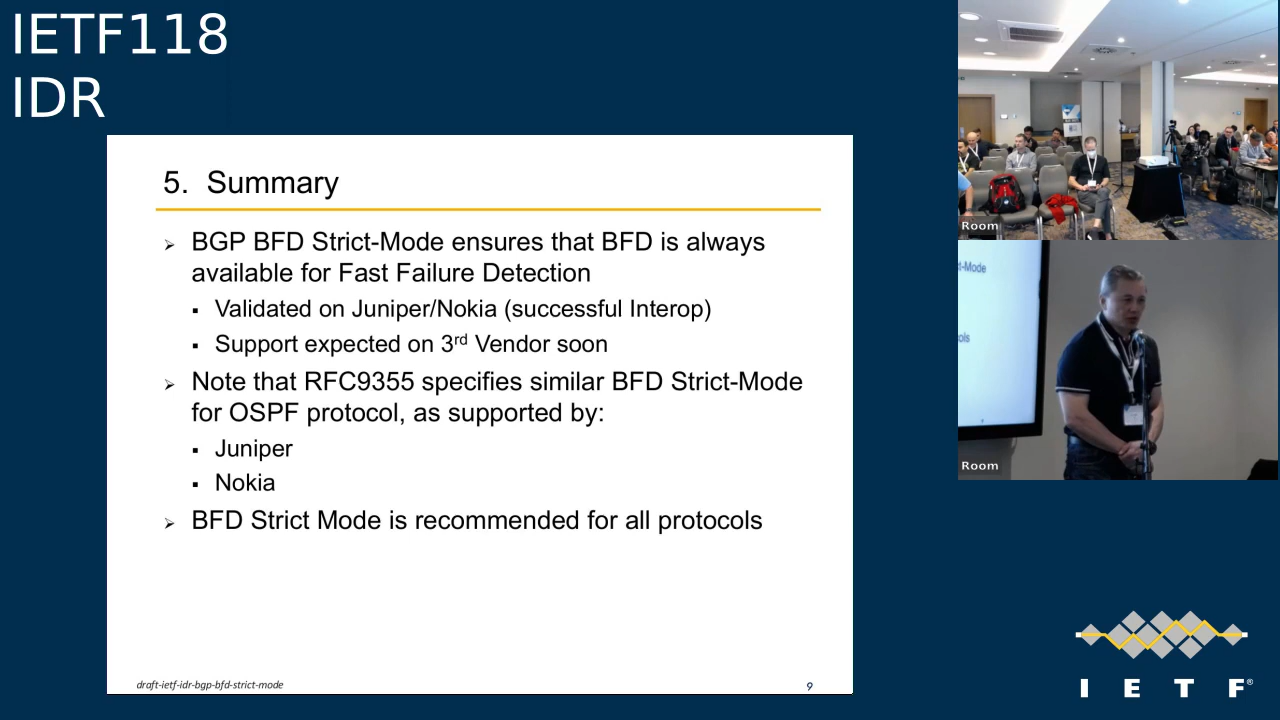 IETF118
IDR
5. Summary
➢ BGP BFD Strict-Mode ensures that BFD is always
available for Fast Failure Detection
▪ Validated on Juniper/Nokia (successful Interop)
▪ Support expected on 3rd Vendor soon
➢ Note that RFC9355 specifies similar BFD Strict-Mode
for OSPF protocol, as supported by:
▪ Juniper
▪ Nokia
➢ BFD Strict Mode is recommended for all protocols
draft-ietf-idr-bgp-bfd-strict-mode
9
Room
t-Mode
ols
Room
I E T F®